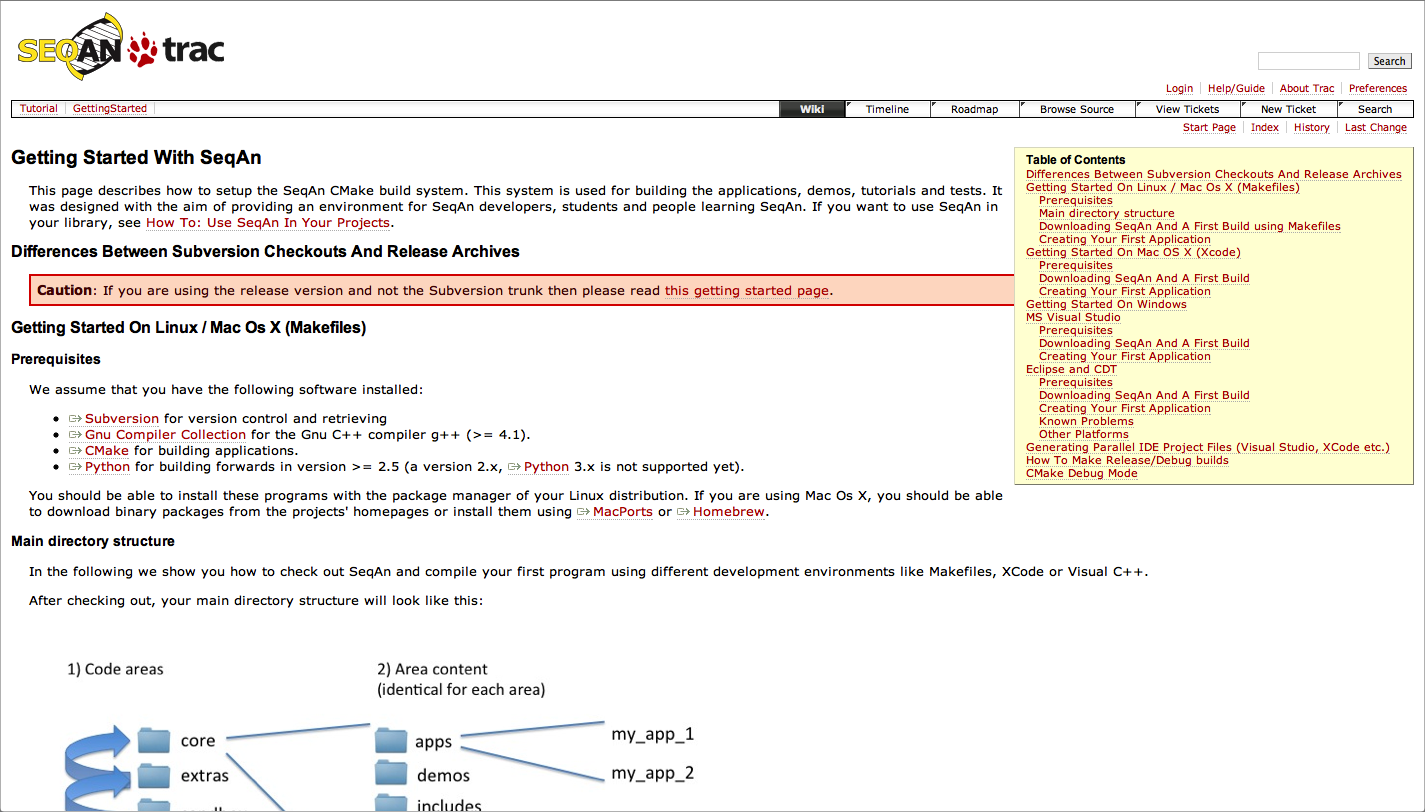 SEQAN trac
Search
Login Help/Guide About Trac Preferences
Tutorial GettingStarted Wiki Timeline Roadmap Browse Source View Tickets New Ticket Search
Start Page Index History Last Change
Getting Started With SeqAn
This page describes how to setup the SeqAn CMake build system. This system is used for building the applications, demos, tutorials and tests. It
was designed with the aim of providing an environment for SeqAn developers, students and people learning SeqAn. If you want to use SeqAn in
your library, see How To: Use SeqAn In Your Projects.
Differences Between Subversion Checkouts And Release Archives
Caution: If you are using the release version and not the Subversion trunk then please read this getting started page.
Getting Started On Linux / Mac Os X (Makefiles)
Prerequisites
We assume that you have the following software installed:
Subversion for version control and retrieving
Gnu Compiler Collection for the Gnu C++ compiler g++ (>= 4.1).
CMake for building applications.
Python for building forwards in version >= 2.5 (a version 2.x, Python 3.x is not supported yet).
You should be able to install these programs with the package manager of your Linux distribution. If you are using Mac Os X, you should be able
to download binary packages from the projects' homepages or install them using MacPorts or Homebrew.
Main directory structure
In the following we show you how to check out SeqAn and compile your first program using different development environments like Makefiles, XCode or Visual C++.
After checking out, your main directory structure will look like this:
Table of Contents
Differences Between Subversion Checkouts And Release Archives
Getting Started On Linux / Mac Os X (Makefiles)
Prerequisites
Main directory structure
Downloading SeqAn And A First Build using Makefiles
Creating Your First Application
Getting Started On Mac OS X (Xcode)
Prerequisites
Downloading SeqAn And A First Build
Creating Your First Application
Getting Started On Windows
MS Visual Studio
Prerequisites
Downloading SeqAn And A First Build
Creating Your First Application
Eclipse and CDT
Prerequisites
Downloading SeqAn And A First Build
Creating Your First Application
Known Problems
Other Platforms
Generating Parallel IDE Project Files (Visual Studio, XCode etc.)
How To Make Release/Debug builds
CMake Debug Mode
1) Code areas
2) Area content
(identical for each area)
core
extras
apps
demos
includes
my_app_1
my_app_2